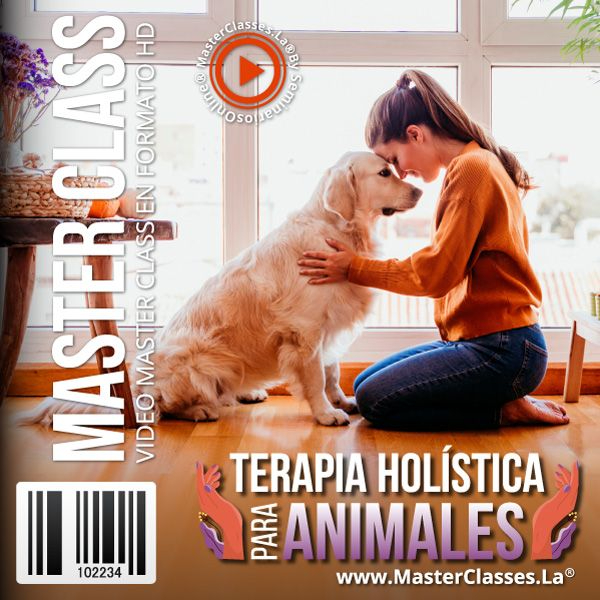 MASTER CLASS
VIDEO MASTER CLASS EN FORMATO HD
MasterClasses.La®By SeminariosOnline®
TERAPIA HOLÍSTICA
PARA ANIMALES
www.MasterClasses.La®
102234